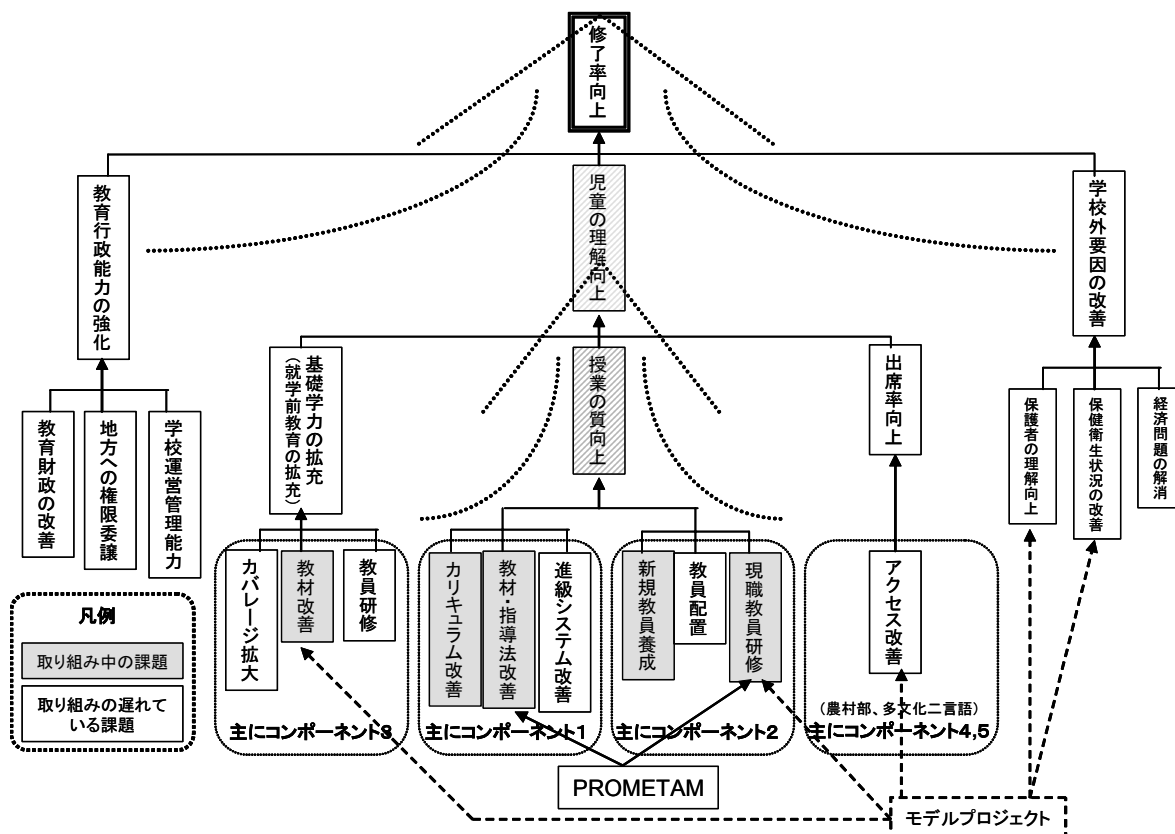 修了率向上
教育行政能力の強化
児童の理解向上
学校外要因の改善
基礎学力の拡充
(就学前教育の拡充)
授業の質向上
出席率向上
教育財政の改善
地方への権限委譲
学校運営管理能力
保護者の理解向上
保健衛生状況の改善
経済問題の解消
カバレージ拡大
教材改善
教員研修
カリキュラム改善
教材・指導法改善
進級システム改善
新規教員養成
教員配置
現職教員研修
アクセス改善
(農村部、多文化二言語)
主にコンポーネント3
主にコンポーネント1
主にコンポーネント2
主にコンポーネント4,5
凡例
取り組み中の課題
取り組みの遅れて
いる課題
PROMETAM
モデルプロジェクト